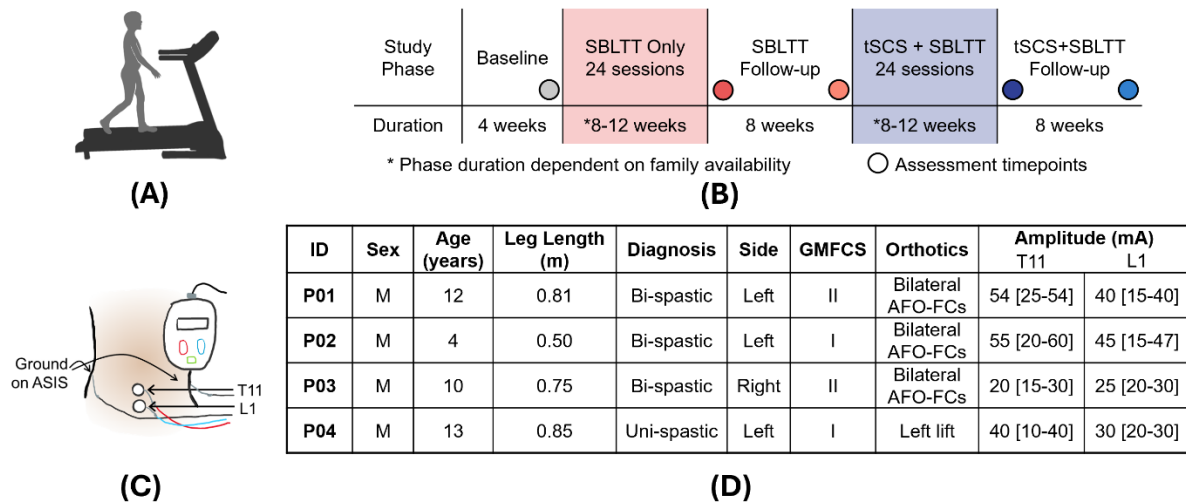 Study Phase Baseline SBLTT Only 24 sessions SBLTT Follow-up tSCS + SBLTT 24 sessions tSCS+SBLTT Follow-up
Duration 4 weeks *8-12 weeks 8 weeks *8-12 weeks 8 weeks
* Phase duration dependent on family availability Assessment timepoints
(A)
(B)
Ground on ASIS
T11
L1
(C)
ID Sex Age (years) Leg Length (m) Diagnosis Side GMFCS Orthotics Amplitude (mA) T11 L1
P01 M 12 0.81 Bi-spastic Left II Bilateral AFO-FCs 54 [25-54] 40 [15-40]
P02 M 4 0.50 Bi-spastic Left I Bilateral AFO-FCs 55 [20-60] 45 [15-47]
P03 M 10 0.75 Bi-spastic Right II Bilateral AFO-FCs 20 [15-30] 25 [20-30]
P04 M 13 0.85 Uni-spastic Left I Left lift 40 [10-40] 30 [20-30]
(D)